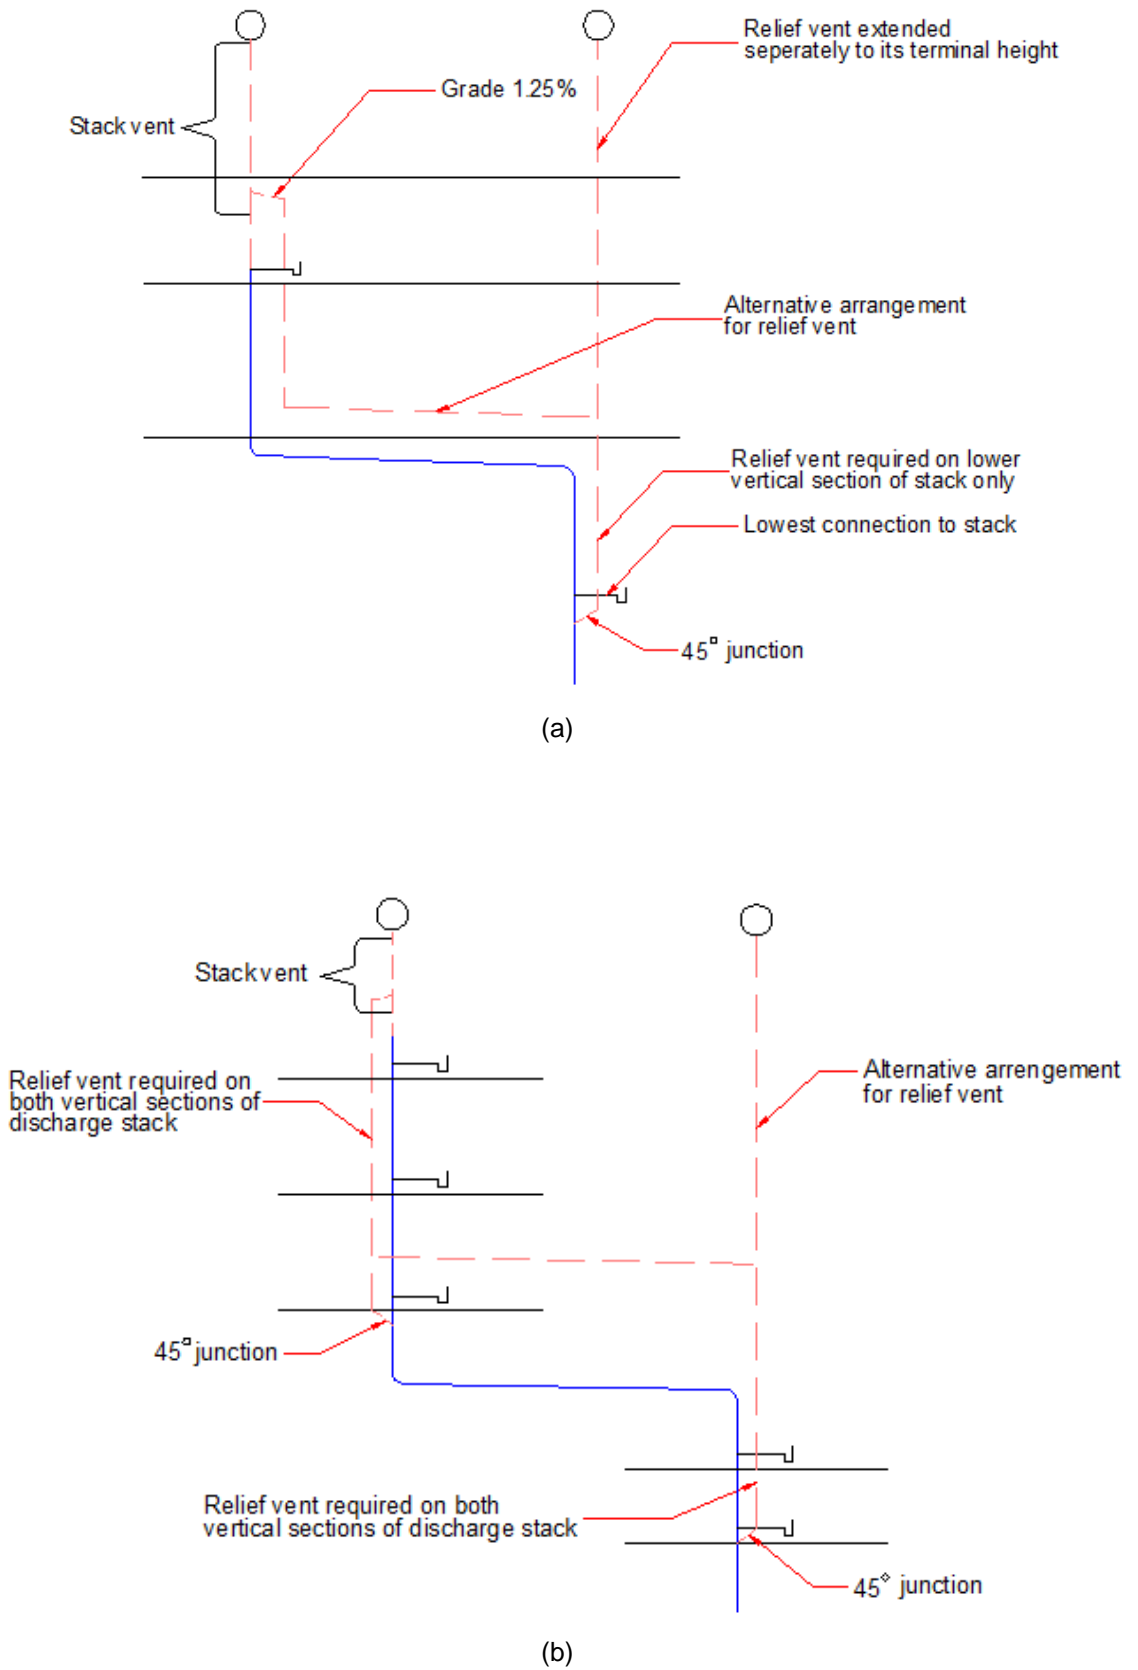 Relief vent extended
seperately to its terminal height
Grade 1.25%
Stack vent
Alternative arrangement
for relief vent
Relief vent required on lower
vertical section of stack only
Lowest connection to stack
45° junction
(a)
Stack vent
Relief vent required on
both vertical sections of
discharge stack
Alternative arrengement
for relief vent
45° junction
Relief vent required on both
vertical sections of discharge stack
45° junction
(b)